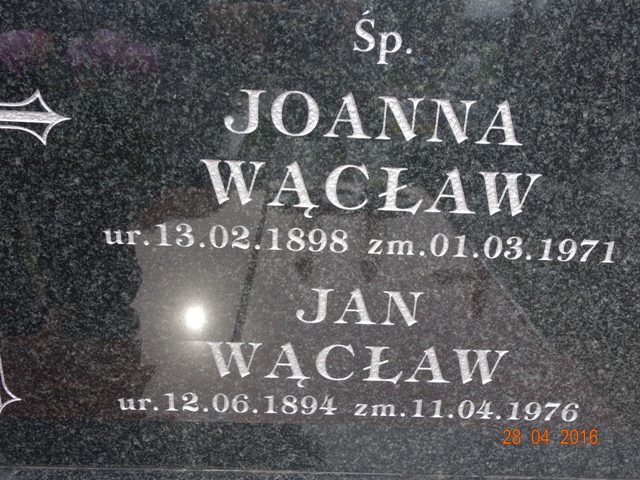 Śp.
JOANNA
WĄCŁAW
ur.13.02.1898 zm.01.03.1971
JAN
WĄCŁAW
ur.12.06.1894 zm.11.04.1976
28 04 2016